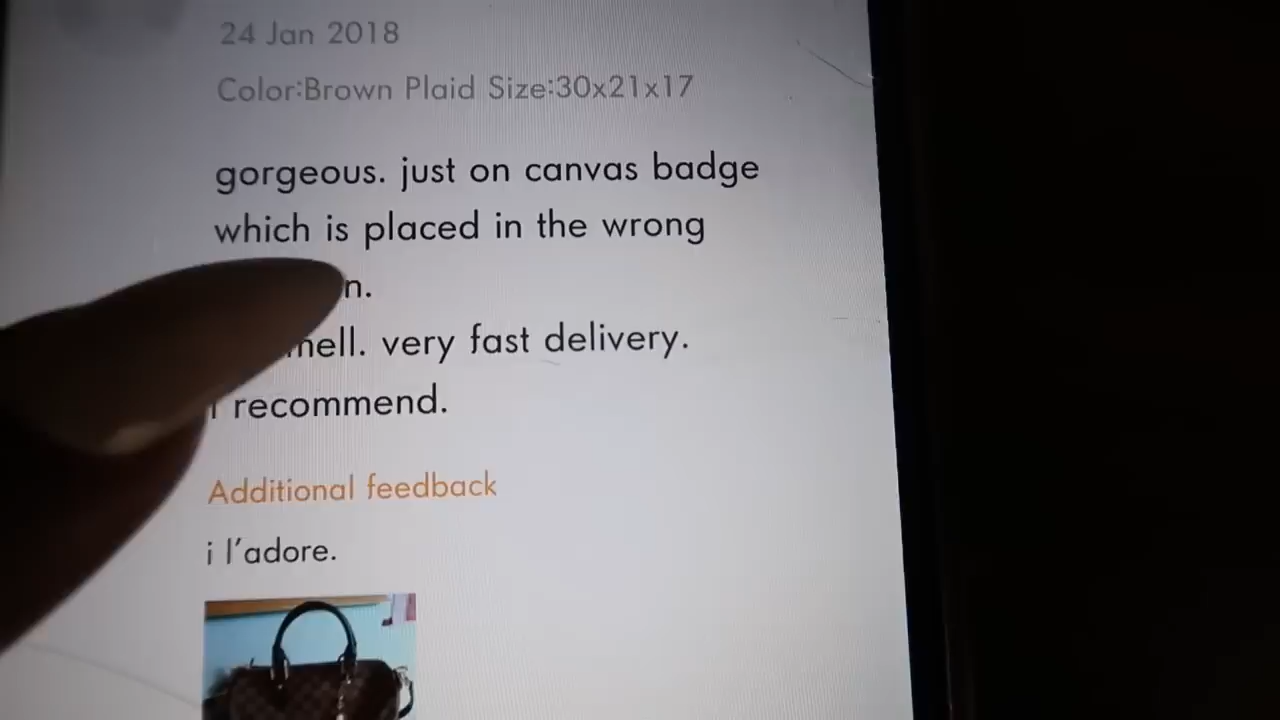 24 Jan 2018
Color:Brown Plaid Size:30x21x17
gorgeous. just on canvas badge
which is placed in the wrong
very fast delivery.
i recommend.
Additional feedback
i l'adore.